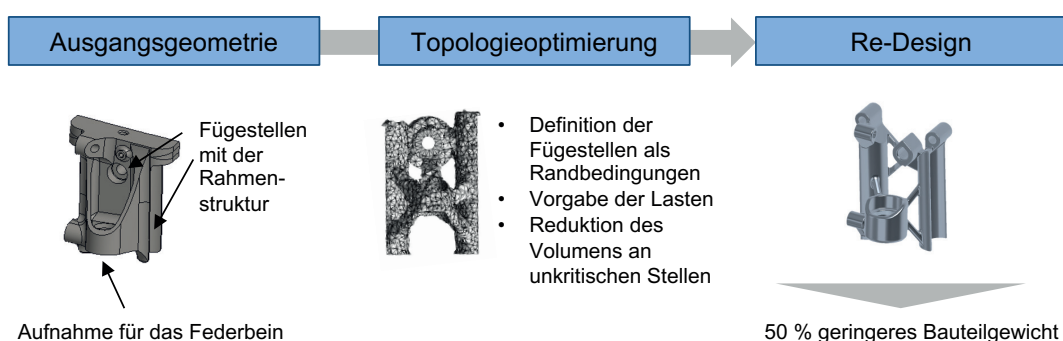 Ausgangsgeometrie
Topologieoptimierung
Re-Design
Fügestellen
mit der
Rahmen-
struktur
Aufnahme für das Federbein
• Definition der
Fügestellen als
Randbedingungen
• Vorgabe der Lasten
• Reduktion des
Volumens an
unkritischen Stellen
50 % geringeres Bauteilgewicht